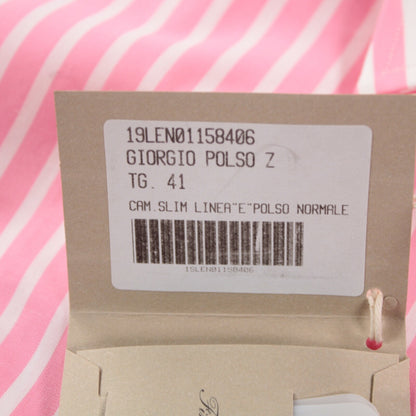 19LEN01158406
GIORGIO POLSO Z
TG. 41
CAM.SLIM LINEA"E"POLSO NORMALE
19LEN01158406